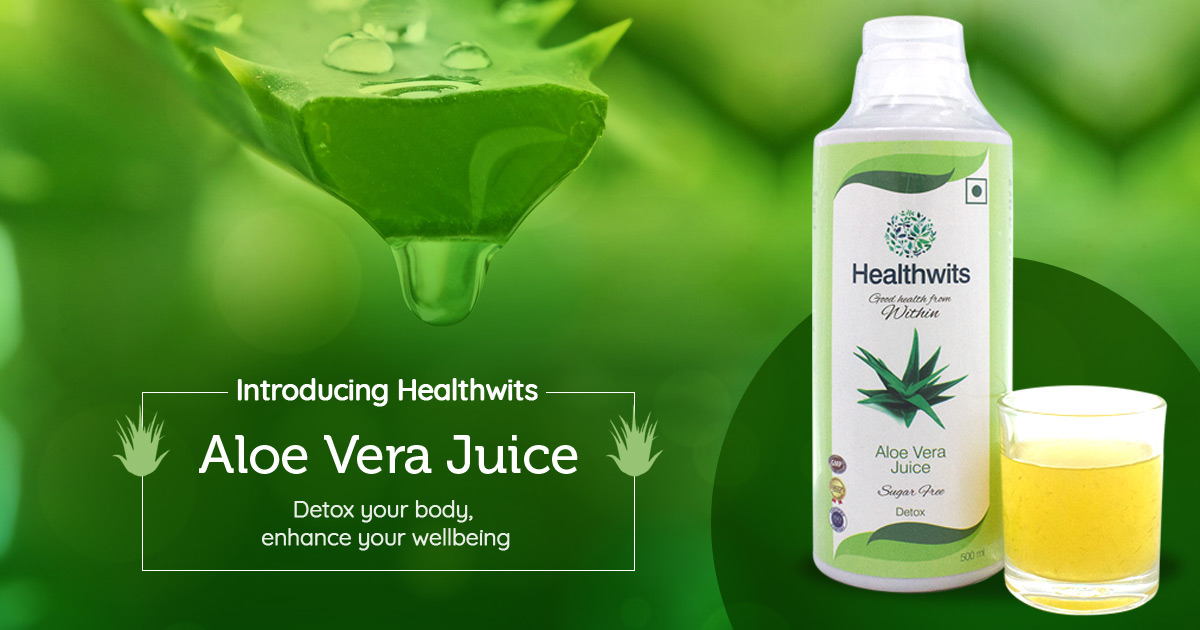 Introducing Healthwits
Aloe Vera Juice
Detox your body,
enhance your wellbeing
Healthwits
Good health from
Within
Aloe Vera
Juice
Sugar Free
Detox
500 ml
GMP